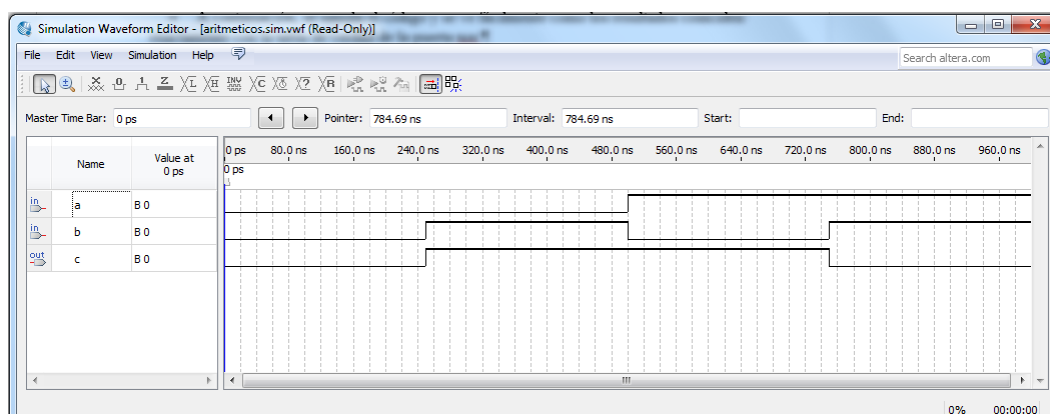 Simulation Waveform Editor - [aritmeticos.sim.vwf (Read-Only)]
File Edit View Simulation Help
Search altera.com
Master Time Bar: 0 ps Pointer: 784.69 ns Interval: 784.69 ns Start: End:
Name Value at 0 ps
0 ps 80.0 ns 160.0 ns 240.0 ns 320.0 ns 400.0 ns 480.0 ns 560.0 ns 640.0 ns 720.0 ns 800.0 ns 880.0 ns 960.0 ns
0 ps
in a B 0
in b B 0
out c B 0
0% 00:00:00